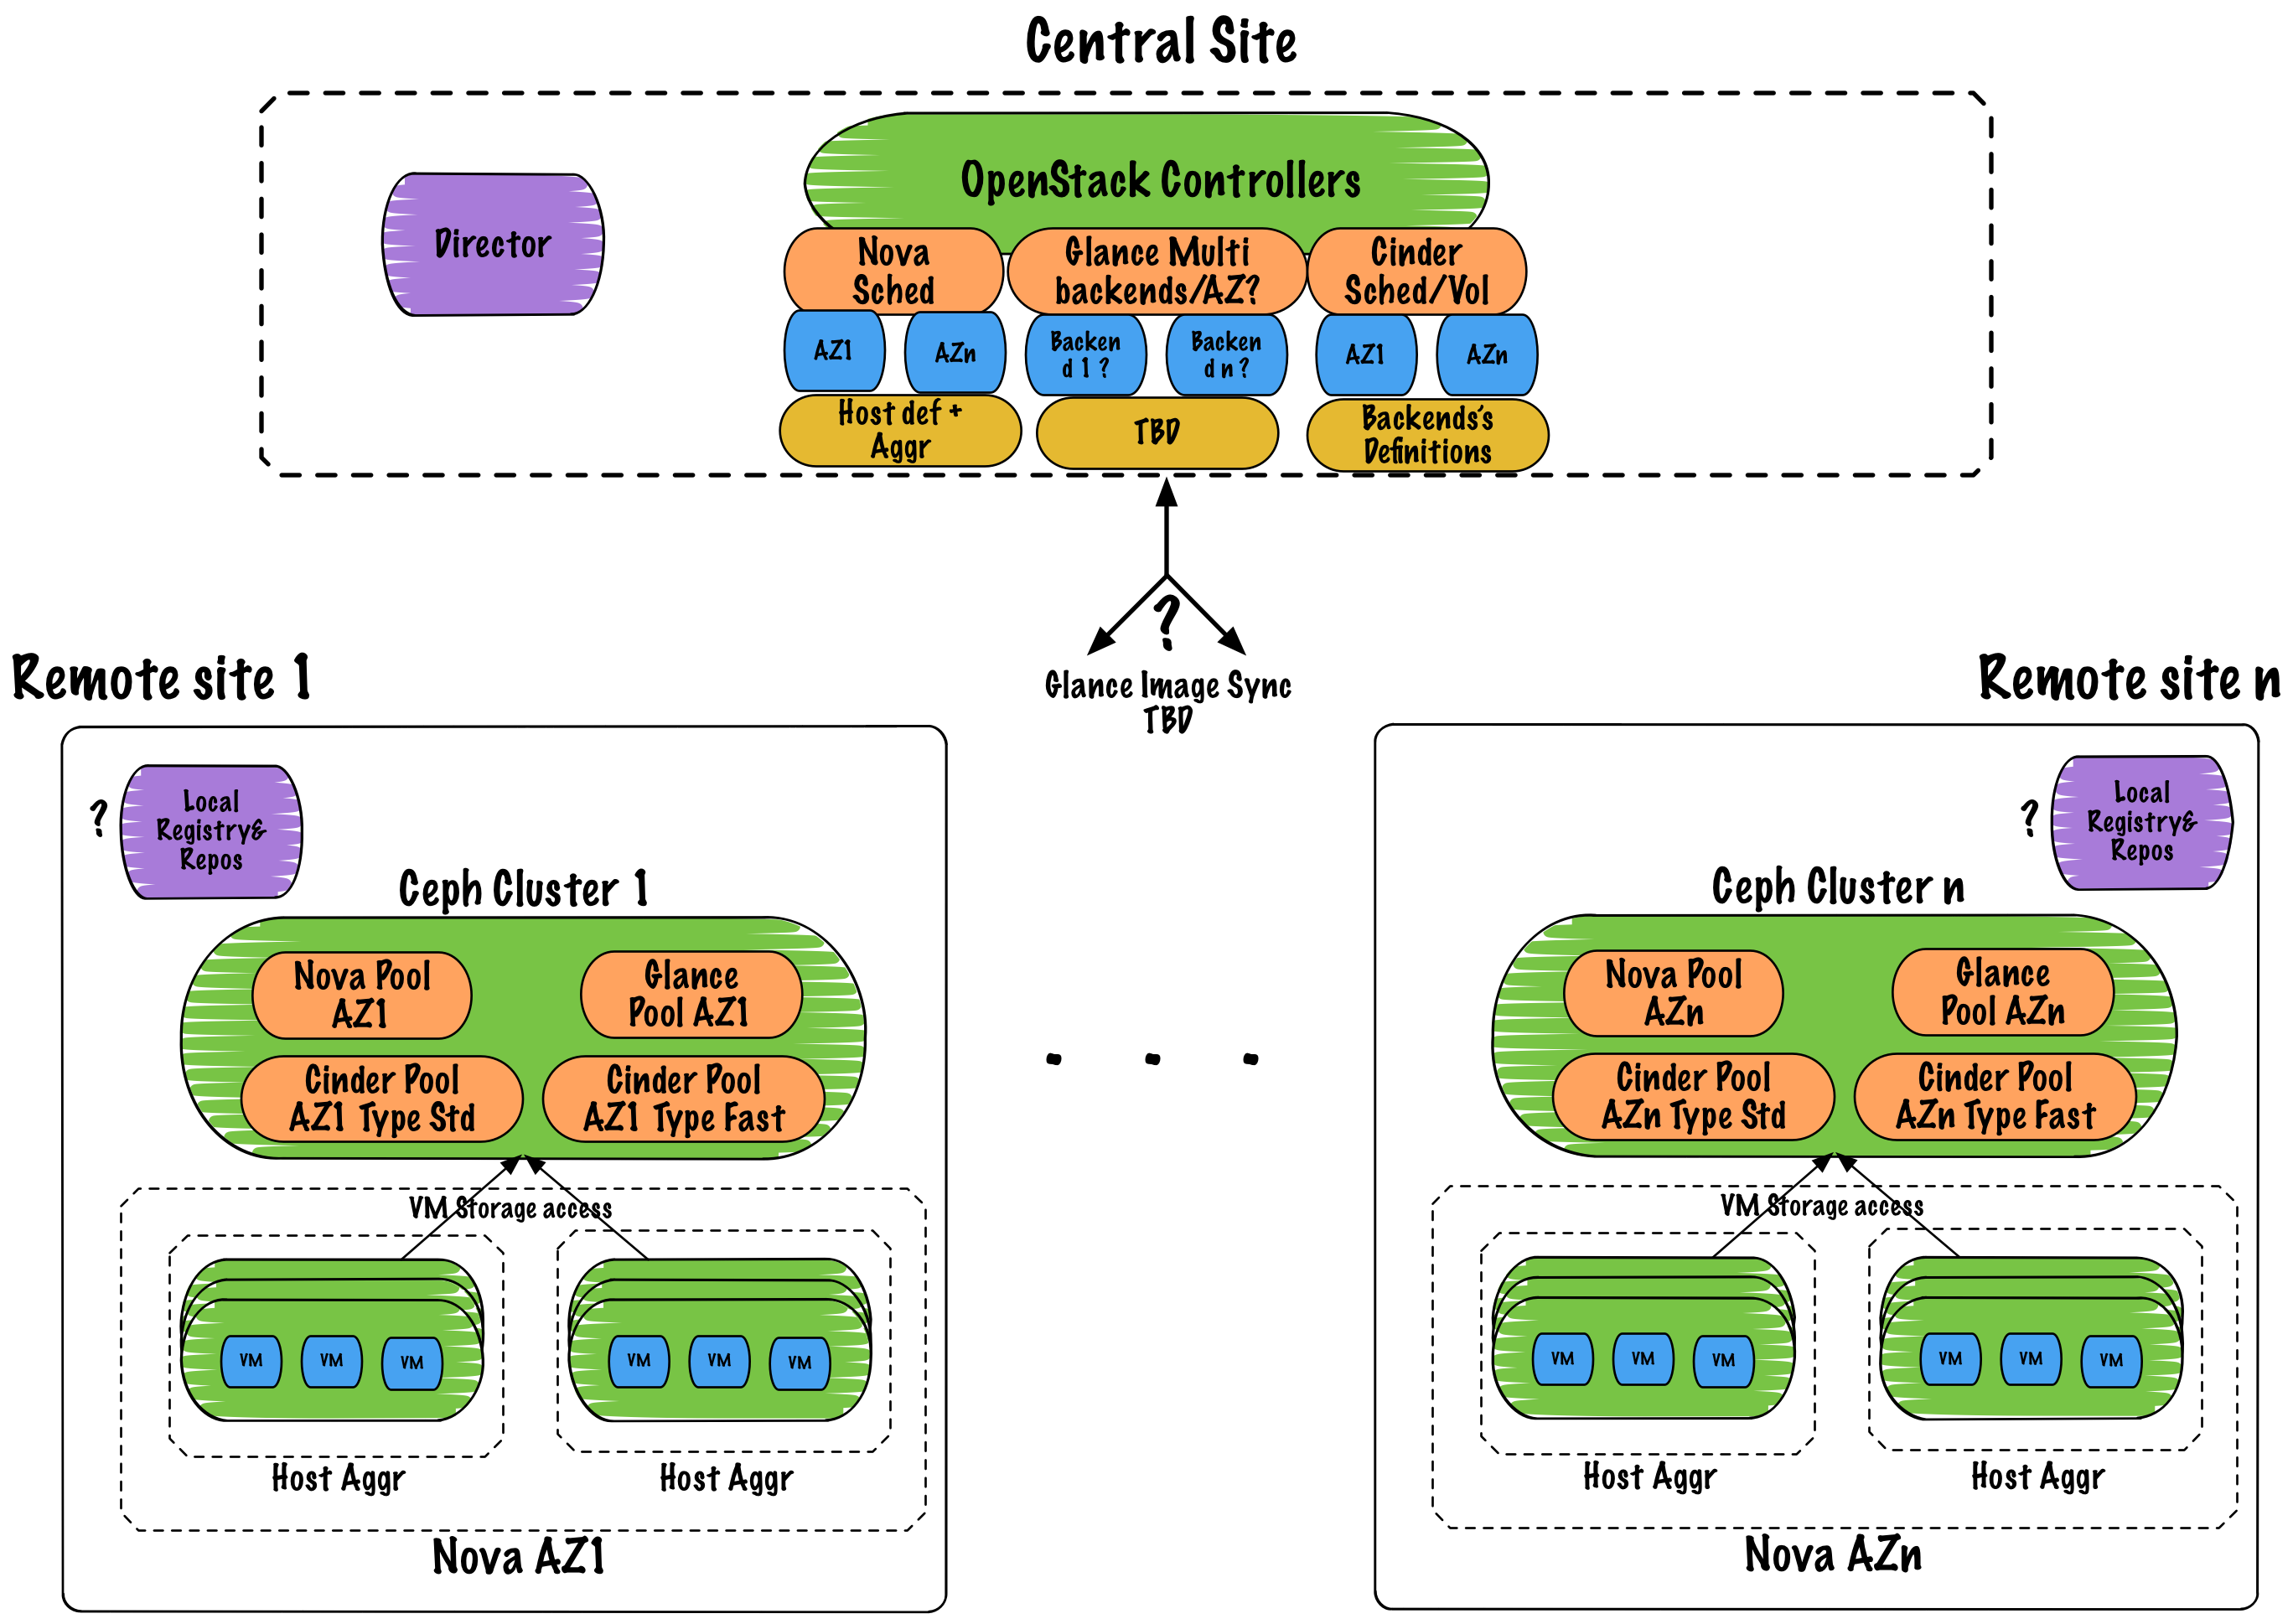 Central Site
OpenStack Controllers
Director
Nova
Sched
Glance Multi
backends/AZ?
Cinder
Sched/Vol
AZ1
AZn
Backen
d 1 ?
Backen
d n ?
AZ1
AZn
Host def +
Aggr
TBD
Backends's
Definitions
?
Glance Image Sync
TBD
Remote site 1
?
Local
Registry&
Repos
Ceph Cluster 1
Nova Pool
AZ1
Glance
Pool AZ1
Cinder Pool
AZ1 Type Std
Cinder Pool
AZ1 Type Fast
VM Storage access
VM
VM
VM
VM
VM
VM
Host Aggr
Host Aggr
Nova AZ1
- - -
Remote site n
?
Local
Registry&
Repos
Ceph Cluster n
Nova Pool
AZn
Glance
Pool AZn
Cinder Pool
AZn Type Std
Cinder Pool
AZn Type Fast
VM Storage access
VM
VM
VM
VM
VM
VM
Host Aggr
Host Aggr
Nova AZn